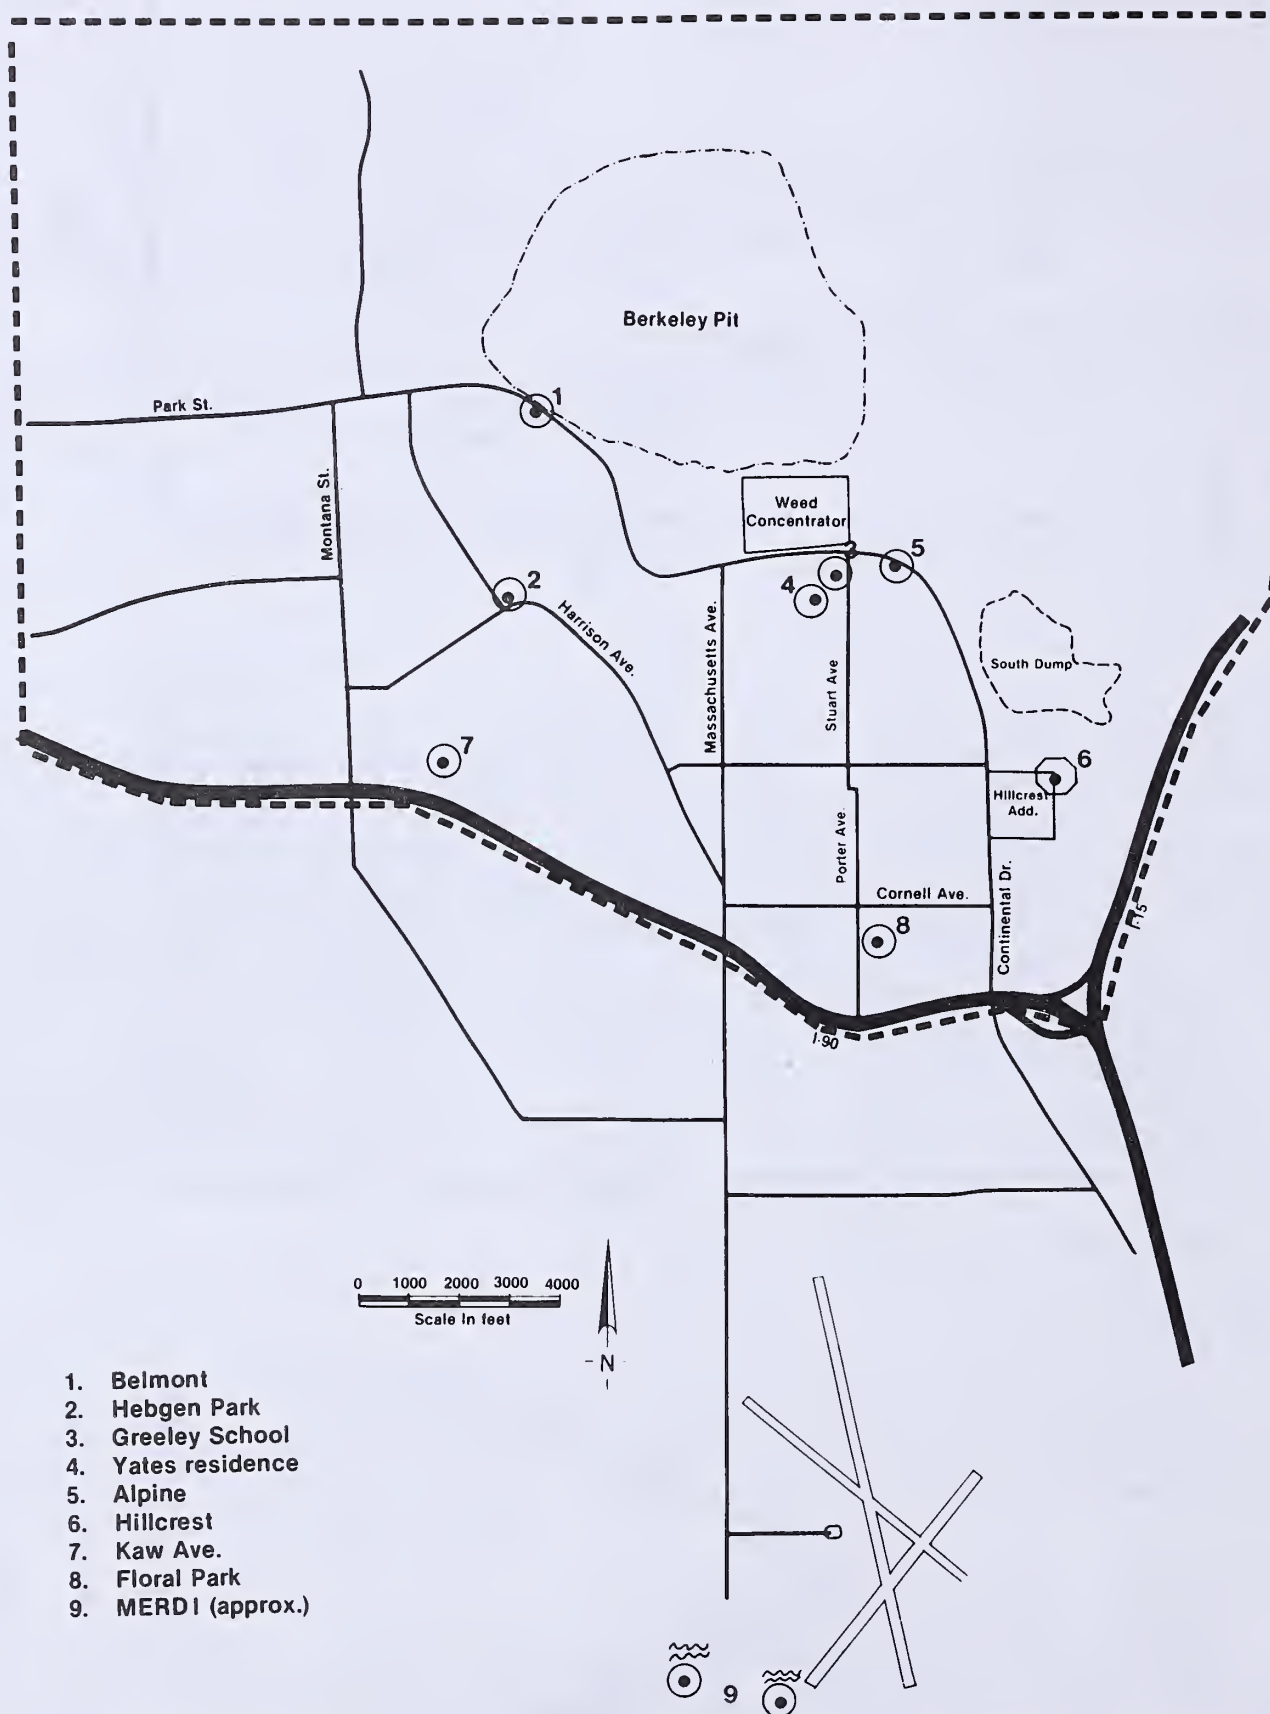 Berkeley Pit
1
Park St.
Montana St.
Weed
Concentrator
2
3
5
4
Harrison Ave.
Massachusetts Ave.
Stuart Ave
South Dump
7
6
Hillcrest
Add.
Porter Ave.
Cornell Ave.
Continental Dr.
8
I-15
I-90
0 1000 2000 3000 4000
Scale In feet
- N -
1. Belmont
2. Hebgen Park
3. Greeley School
4. Yates residence
5. Alpine
6. Hillcrest
7. Kaw Ave.
8. Floral Park
9. MERDI (approx.)
9